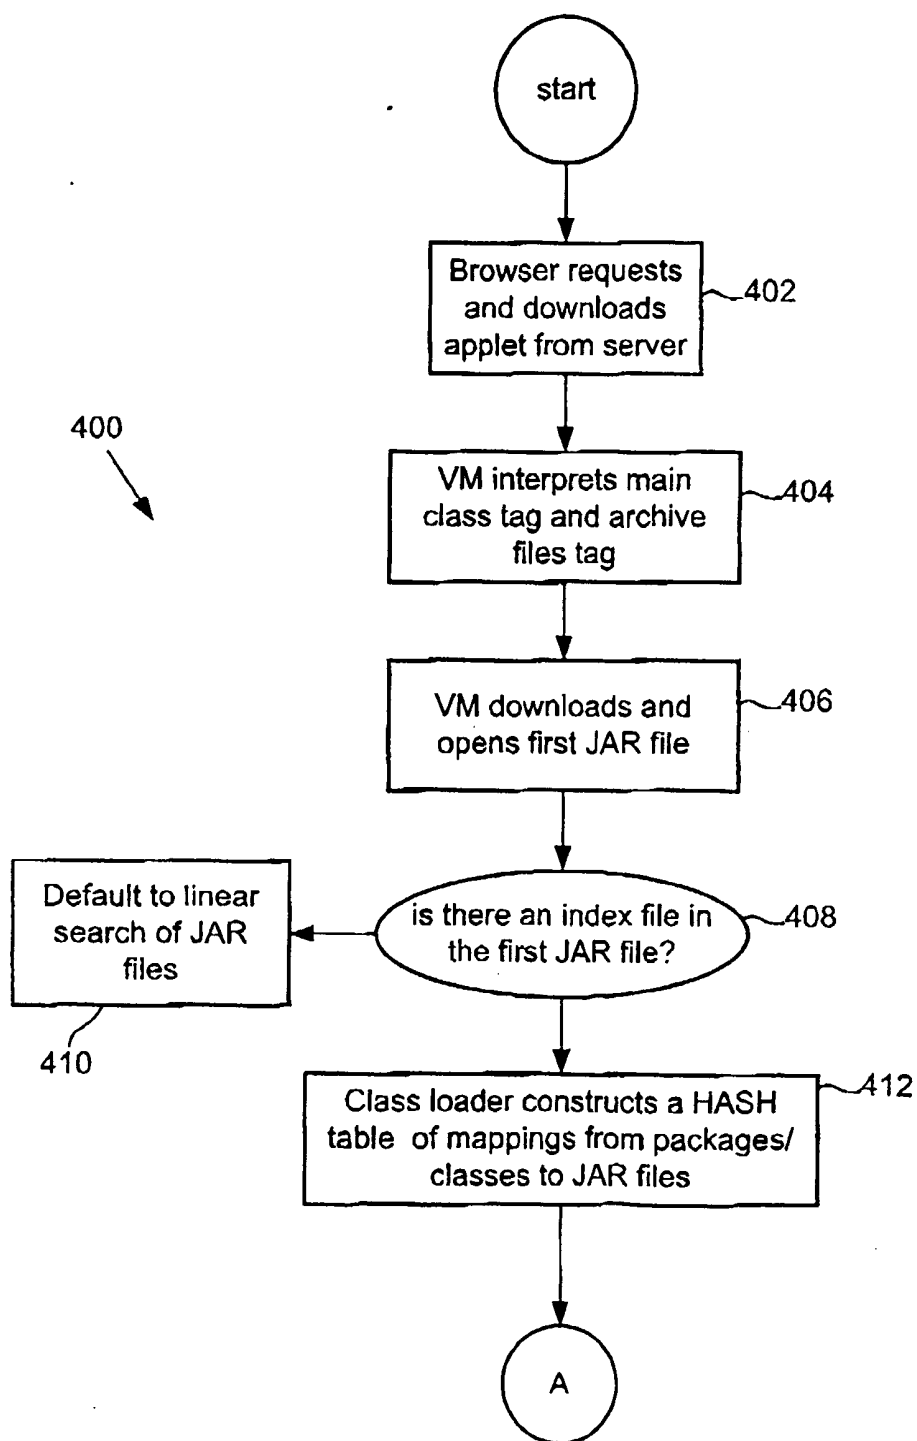 start
Browser requests
and downloads
applet from server
402
400
VM interprets main
class tag and archive
files tag
404
VM downloads and
opens first JAR file
406
is there an index file in
the first JAR file?
408
Default to linear
search of JAR
files
410
Class loader constructs a HASH
table of mappings from packages/
classes to JAR files
412
A